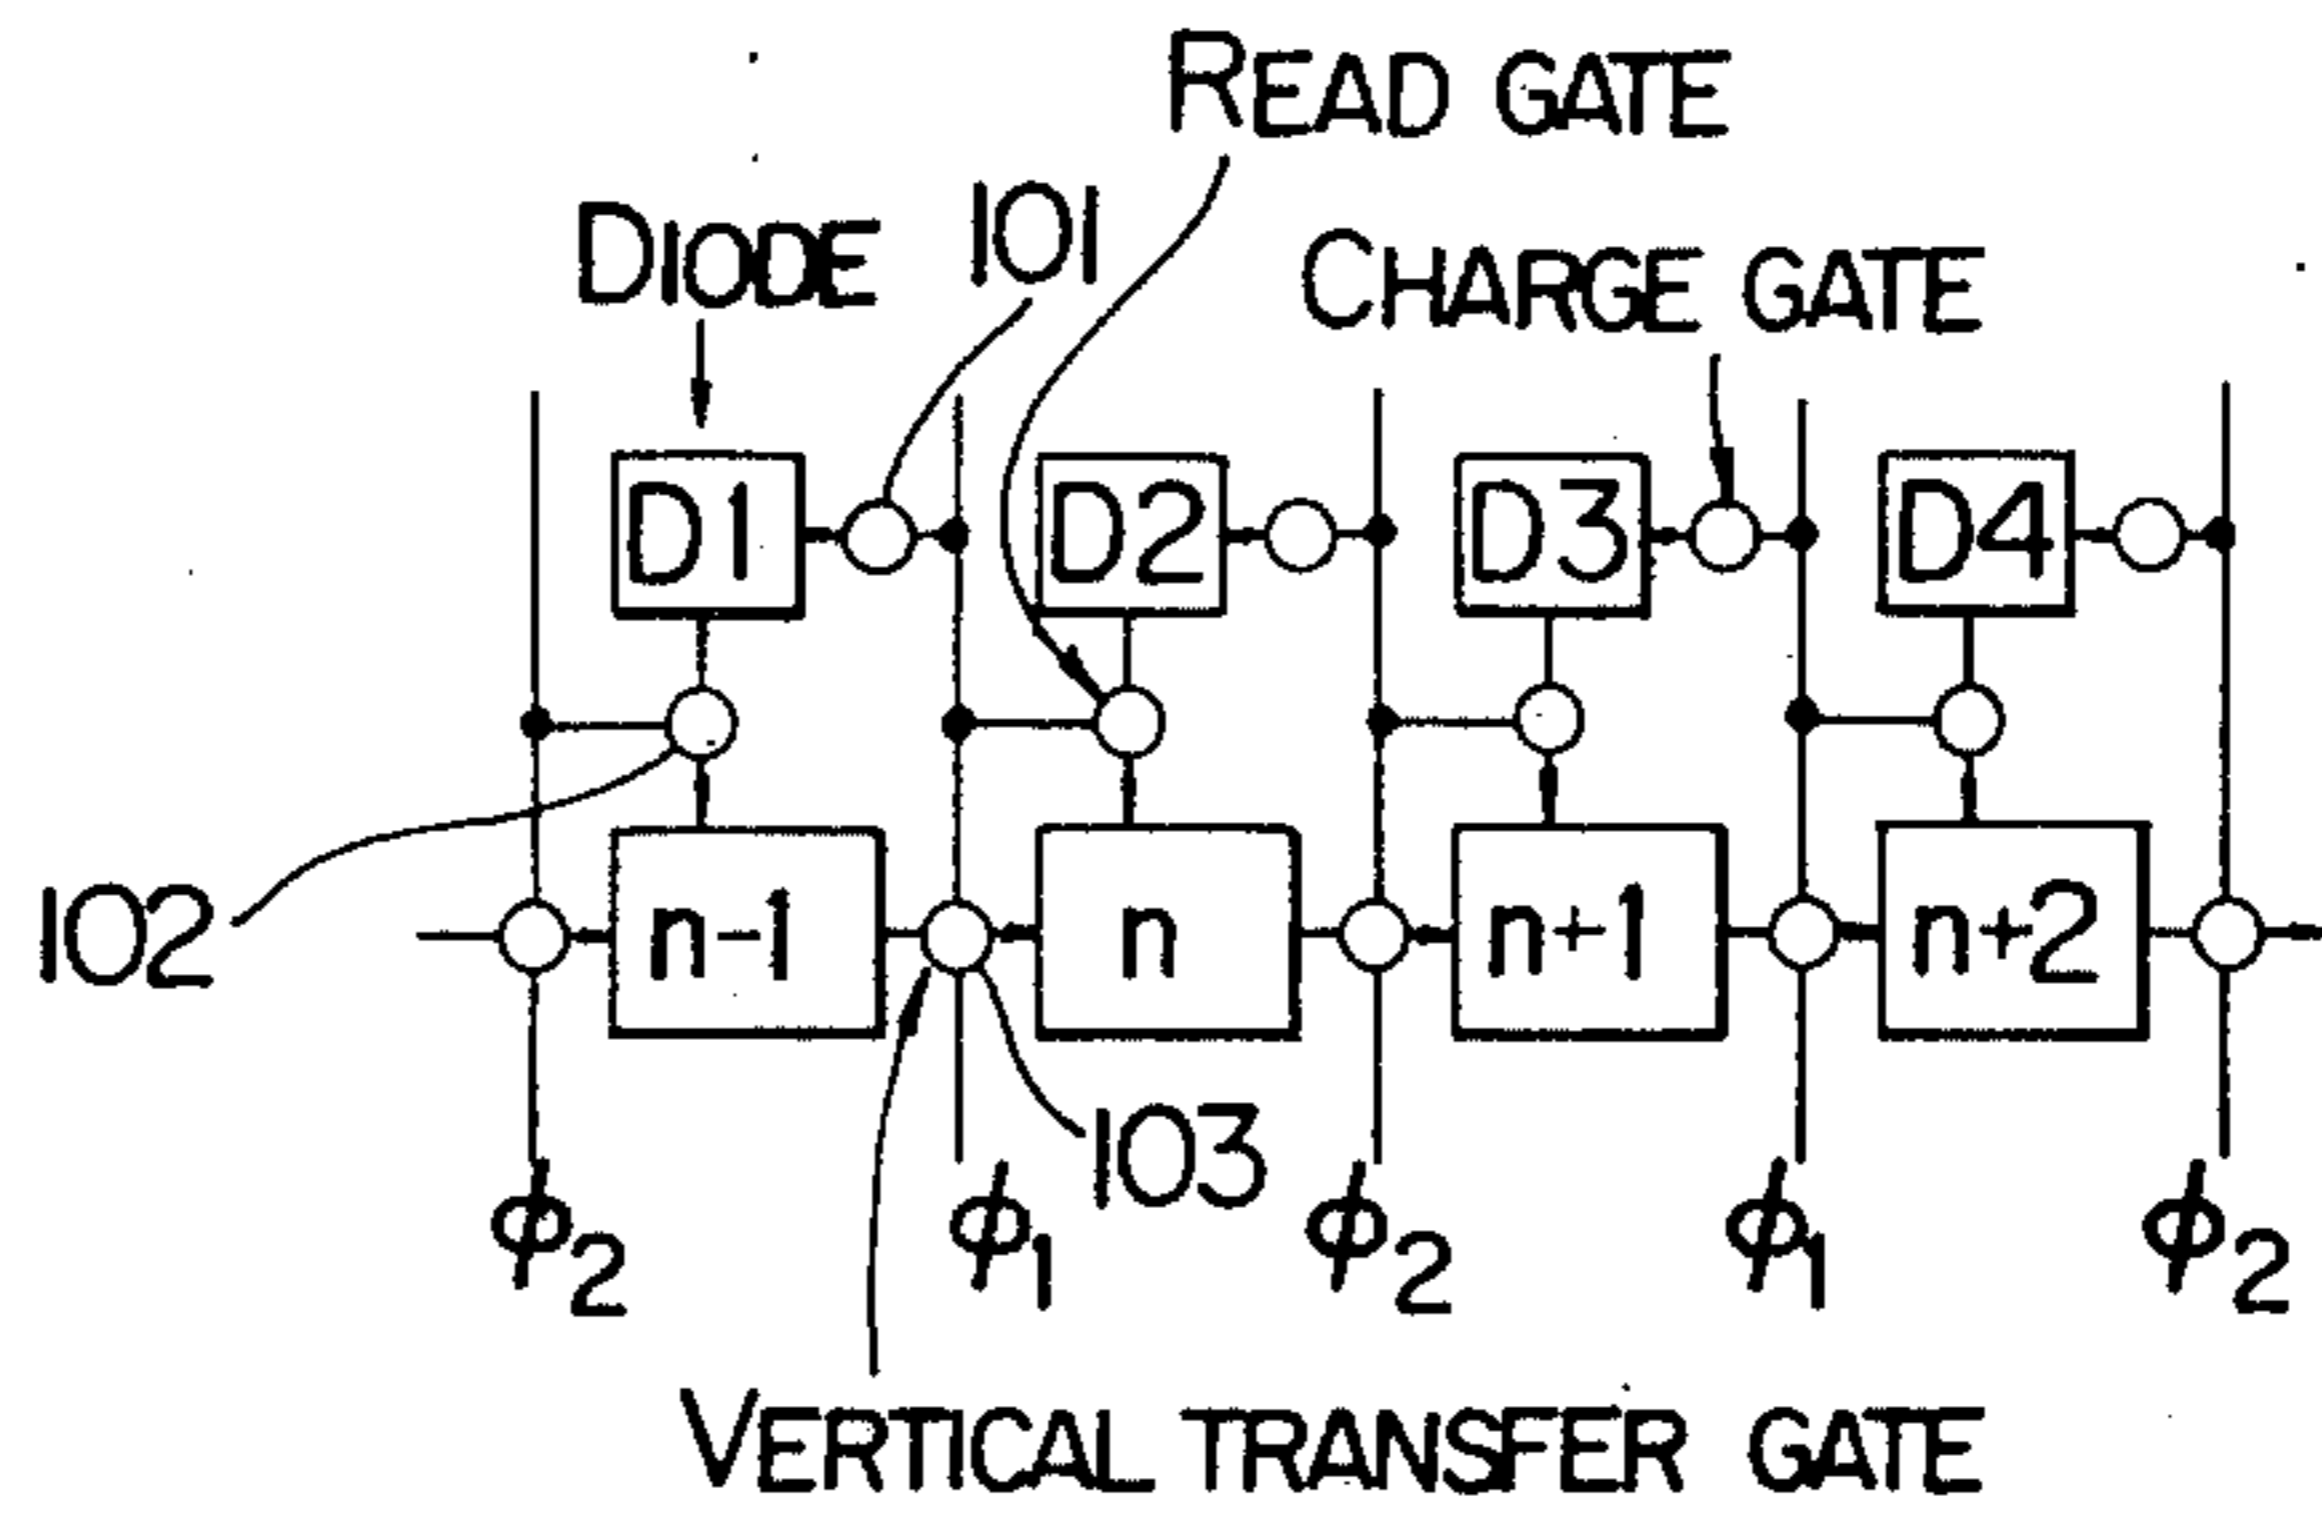 READ GATE
DIODE
101
CHARGE GATE
D1
D2
D3
D4
102
n-1
n
n+1
n+2
103
ϕ2
ϕ1
ϕ2
ϕ1
ϕ2
VERTICAL TRANSFER GATE